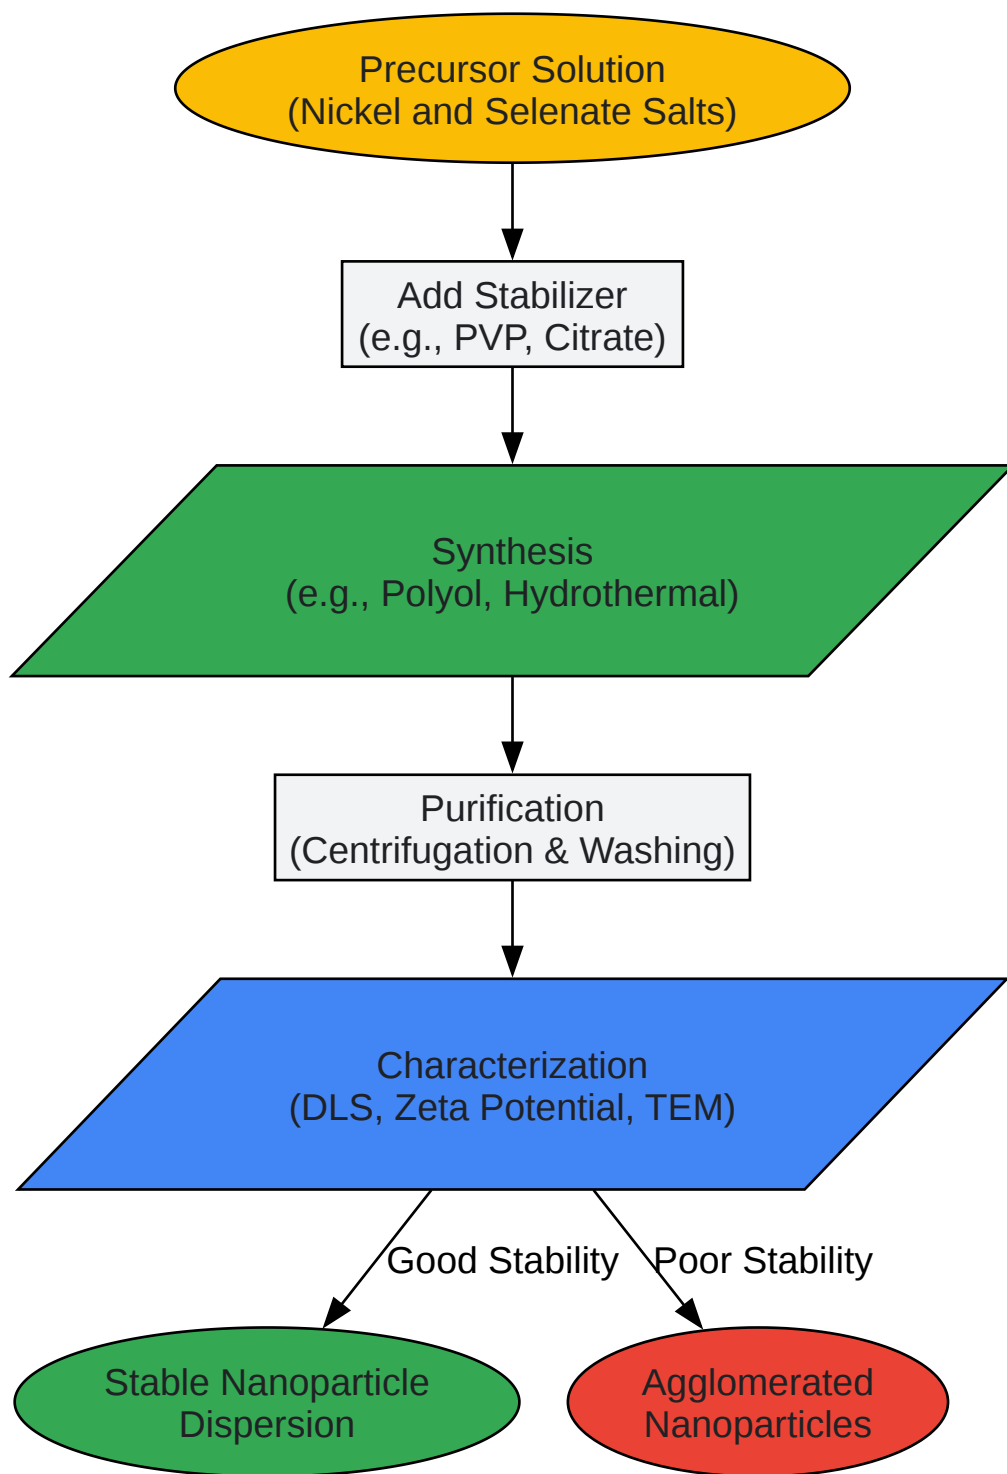 Precursor Solution
(Nickel and Selenate Salts)
Add Stabilizer
(e.g., PVP, Citrate)
Synthesis
(e.g., Polyol, Hydrothermal)
Purification
(Centrifugation & Washing)
Characterization
(DLS, Zeta Potential, TEM)
Good Stability
Poor Stability
Stable Nanoparticle
Dispersion
Agglomerated
Nanoparticles